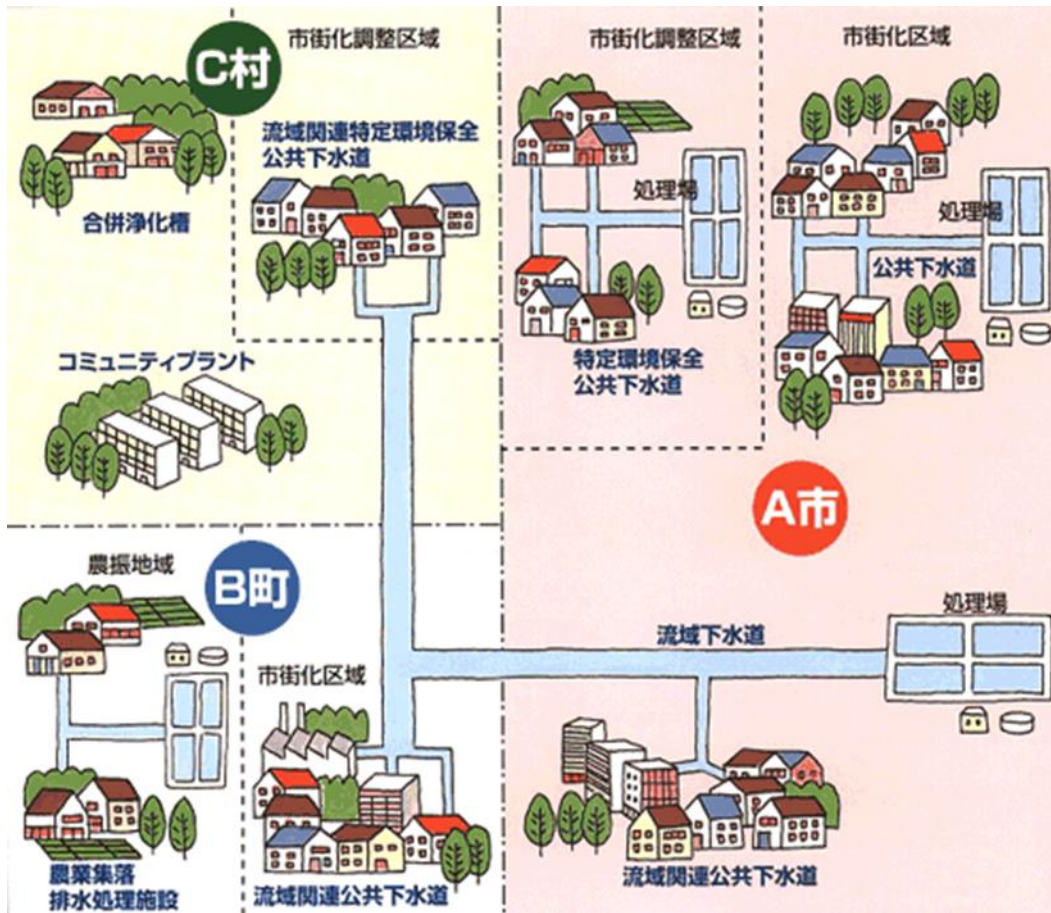 C村
市街化調整区域
流域関連特定環境保全
公共下水道
合併浄化槽
コミュニティプラント
市街化調整区域
処理場
特定環境保全
公共下水道
市街化区域
処理場
公共下水道
A市
農振地域
B町
農業集落
排水処理施設
市街化区域
流域関連公共下水道
流域下水道
処理場
流域関連公共下水道